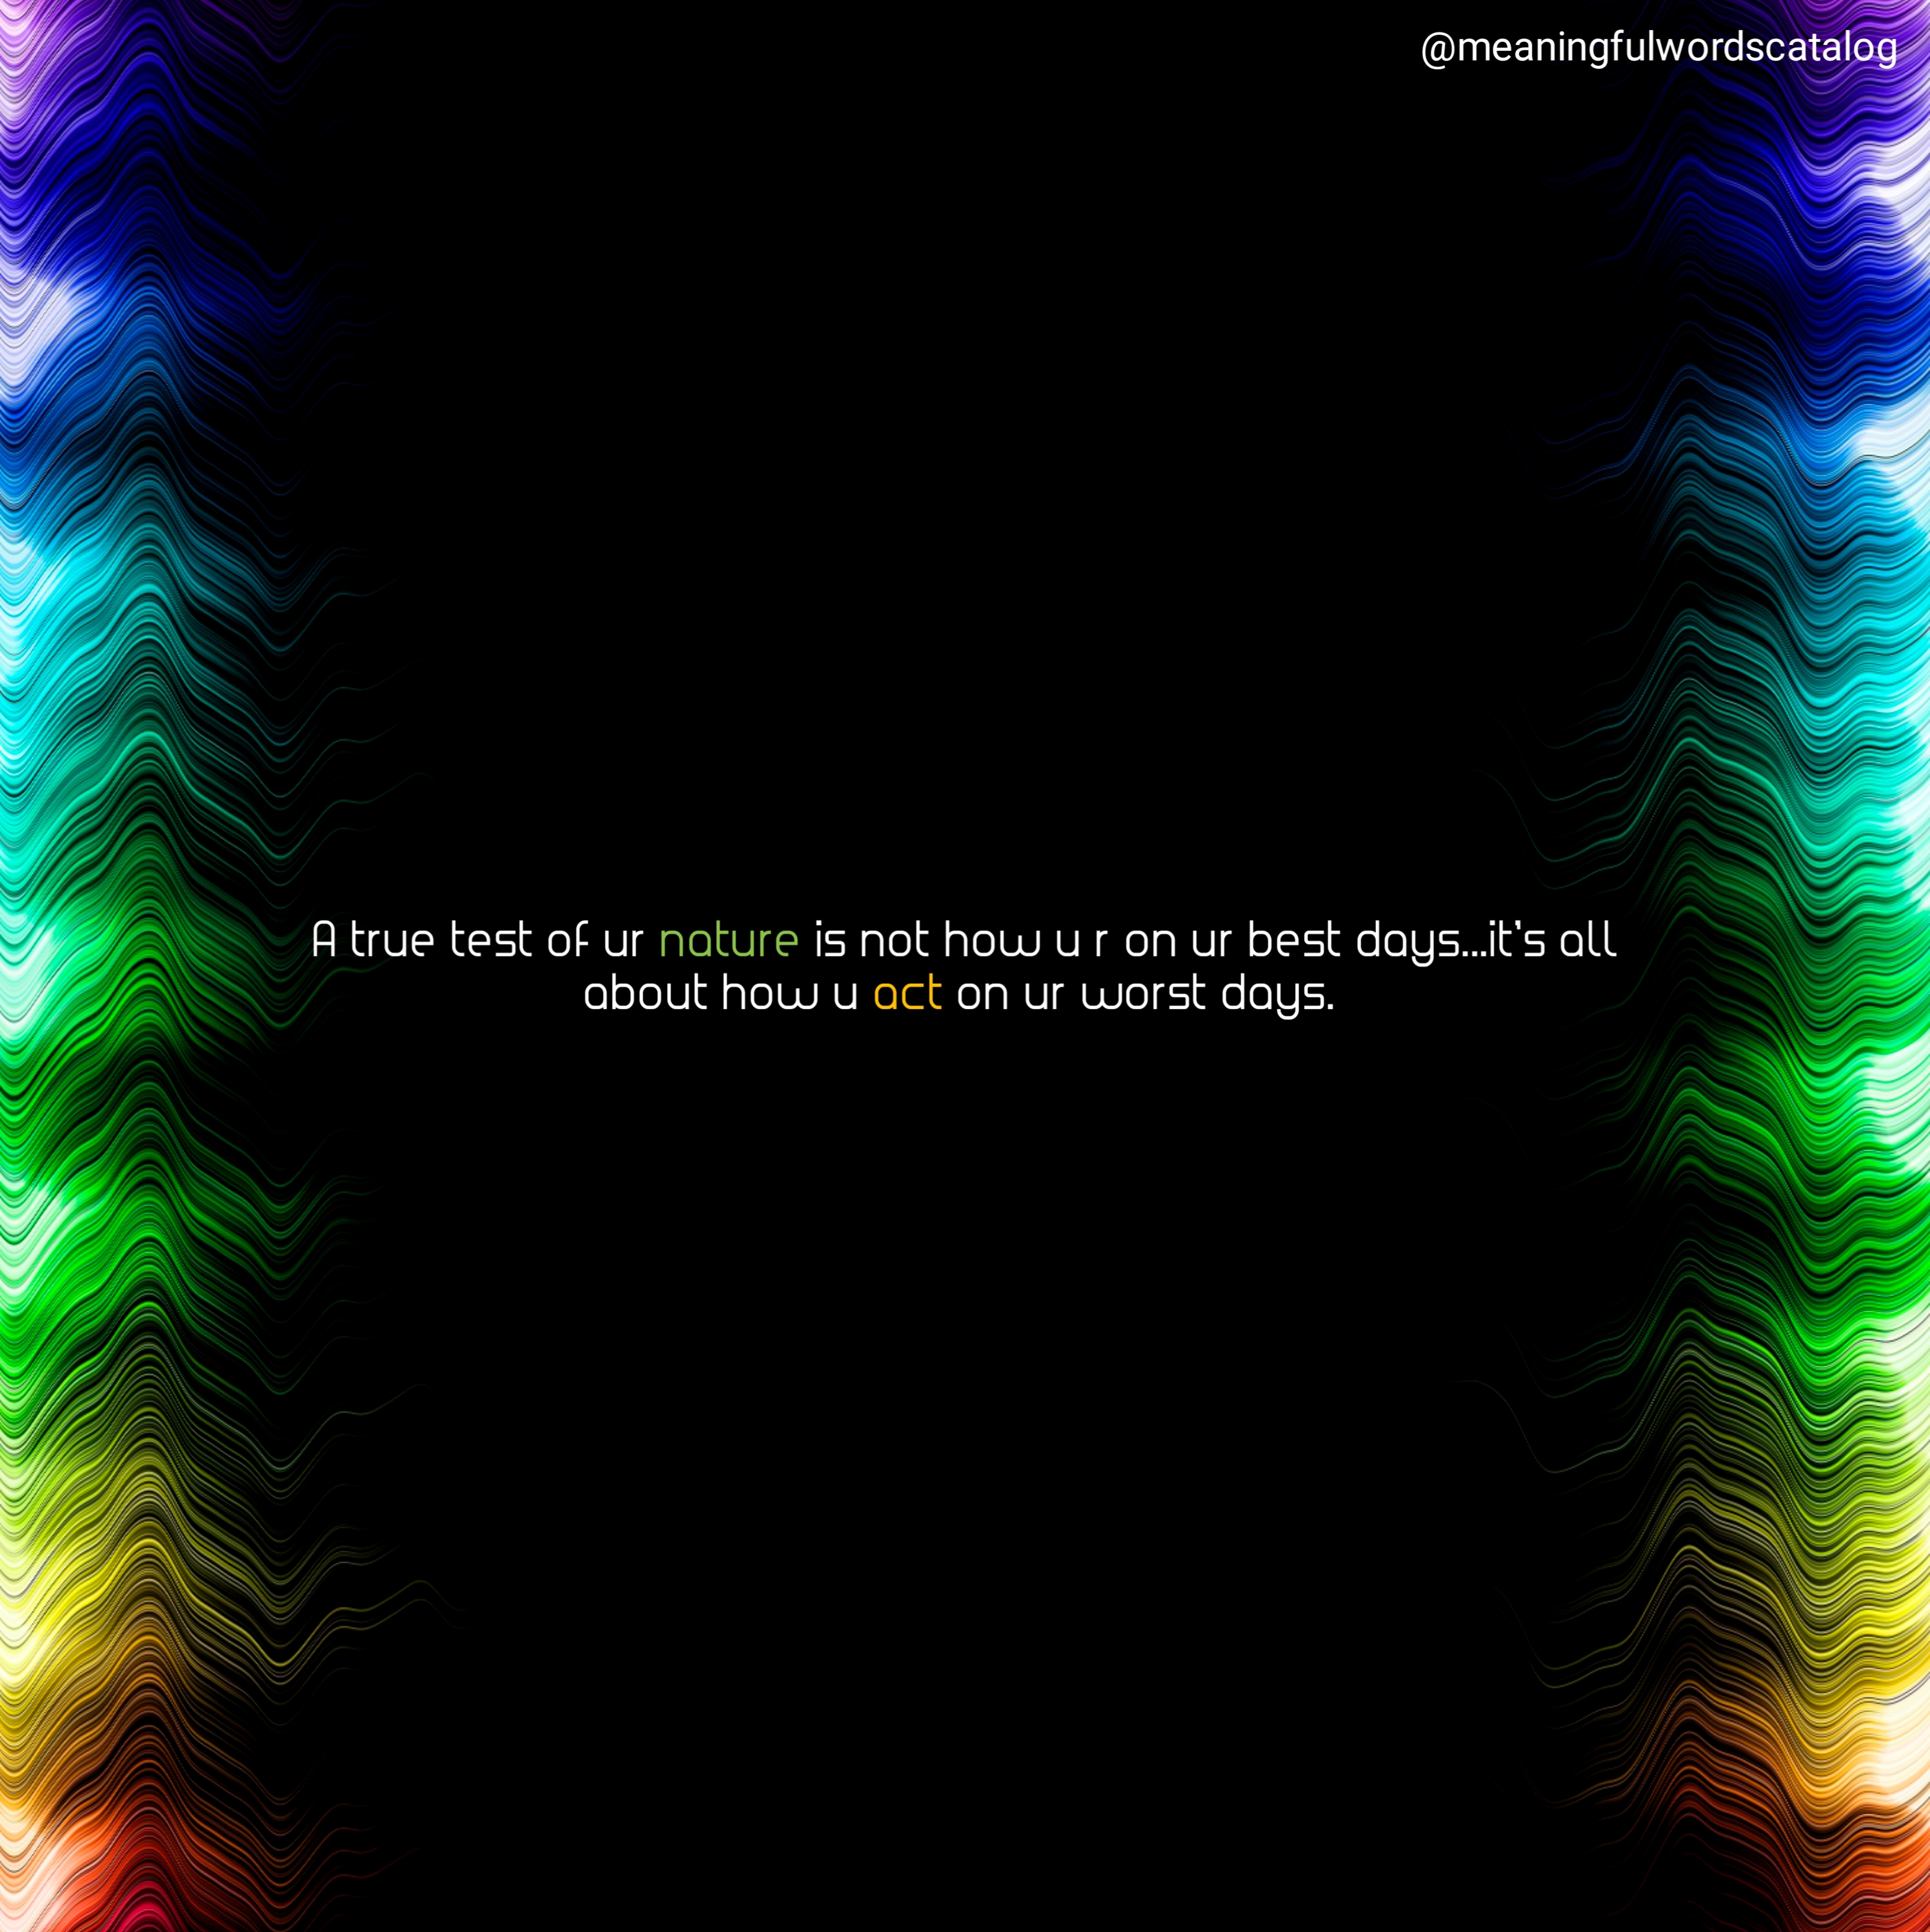 @meaningfulwordscatalog
A true test of ur nature is not how u r on ur best days...it's all
about how u act on ur worst days.